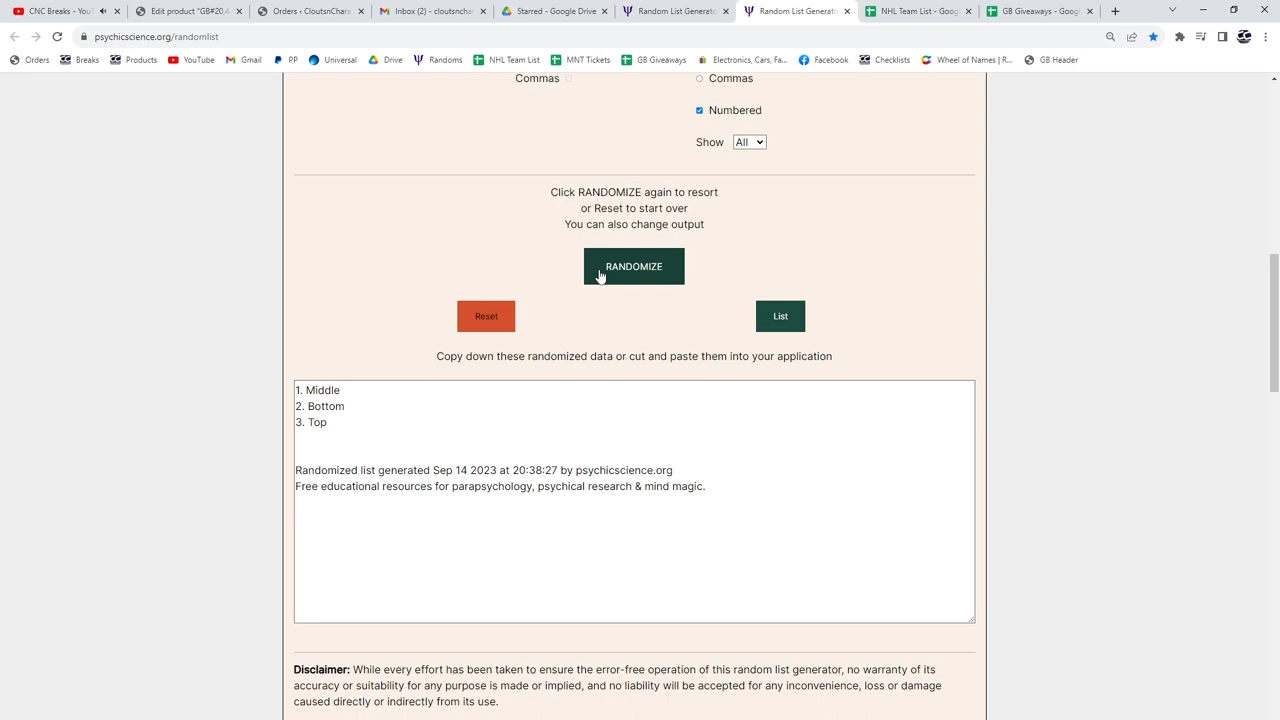 CNC Breaks - You
Edit product "GB#20,4
Orders ‹ CloutsnChara
Inbox (2) - cloutsnchar
Starred - Google Drive
Random List Generato
Random List Generato
NHL Team List - Goog
GB Giveaways - Goog
psychicscience.org/randomlist
Orders Breaks Products YouTube Gmail PP Universal Drive Randoms NHL Team List MNT Tickets GB Giveaways Electronics, Cars, Fa... Facebook Checklists Wheel of Names | R... GB Header
Commas Commas
Numbered
Show All
Click RANDOMIZE again to resort
or Reset to start over
You can also change output
RANDOMIZE
Reset List
Copy down these randomized data or cut and paste them into your application
1. Middle
2. Bottom
3. Top
Randomized list generated Sep 14 2023 at 20:38:27 by psychicscience.org
Free educational resources for parapsychology, psychical research & mind magic.
Disclaimer: While every effort has been taken to ensure the error-free operation of this random list generator, no warranty of its
accuracy or suitability for any purpose is made or implied, and no liability will be accepted for any inconvenience, loss or damage
caused directly or indirectly from its use.